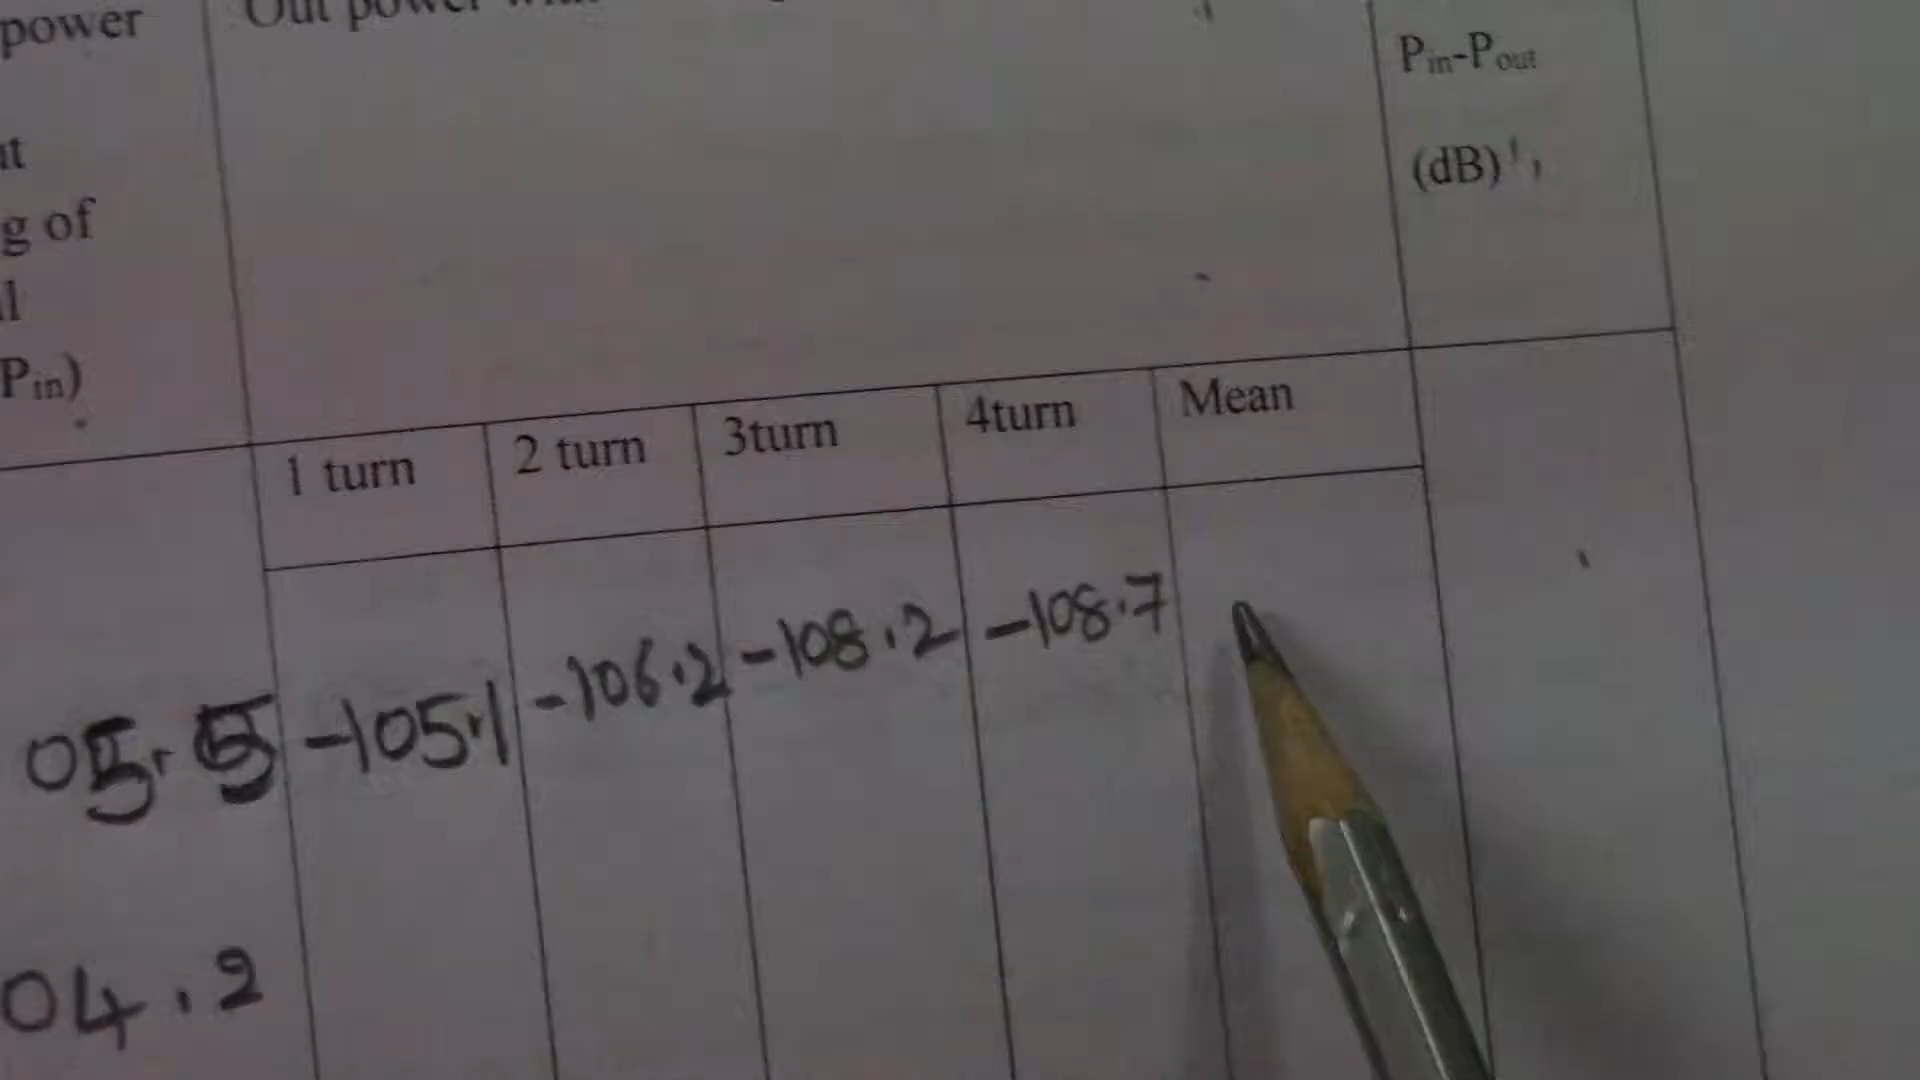 power
Out power
Pin-Pout
(dB)
g of
Pin)
1 turn 2 turn 3turn 4turn Mean
05.5 -105.1 -106.2 -108.2 -108.7
04.2